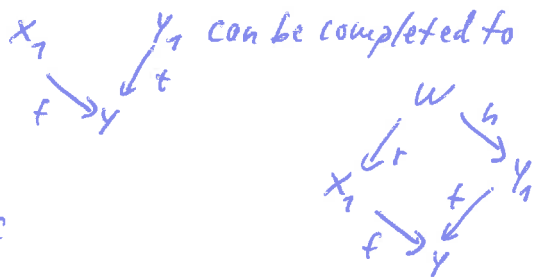 X₁ Y₁ can be completed to
f t
Y
W
r h
X₁ Y₁
f t
Y